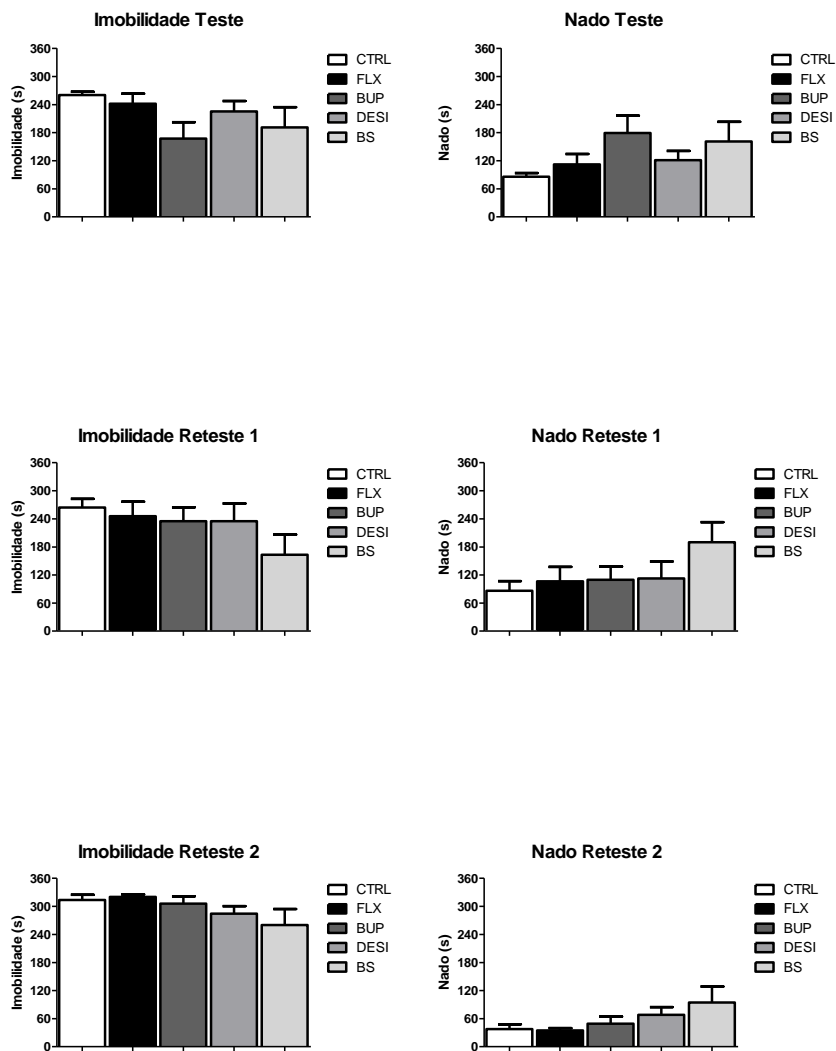 Imobilidade Teste
Imobilidade (s)
360
300
240
180
120
60
0
CTRL
FLX
BUP
DESI
BS
Nado Teste
Nado (s)
360
300
240
180
120
60
0
CTRL
FLX
BUP
DESI
BS
Imobilidade Reteste 1
Imobilidade (s)
360
300
240
180
120
60
0
CTRL
FLX
BUP
DESI
BS
Nado Reteste 1
Nado (s)
360
300
240
180
120
60
0
CTRL
FLX
BUP
DESI
BS
Imobilidade Reteste 2
Imobilidade (s)
360
300
240
180
120
60
0
CTRL
FLX
BUP
DESI
BS
Nado Reteste 2
Nado (s)
360
300
240
180
120
60
0
CTRL
FLX
BUP
DESI
BS